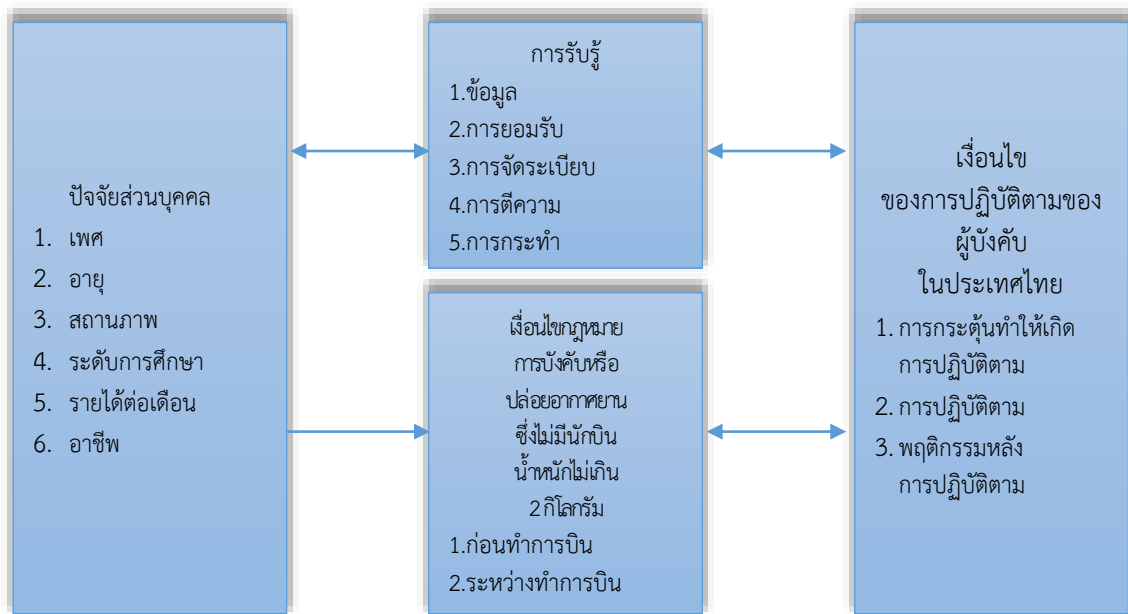 ปัจจัยส่วนบุคคล
1. เพศ
2. อายุ
3. สถานภาพ
4. ระดับการศึกษา
5. รายได้ต่อเดือน
6. อาชีพ
การรับรู้
1.ข้อมูล
2.การยอมรับ
3.การจัดระเบียบ
4.การตีความ
5.การกระทำ
เงื่อนไขกฎหมาย
การบังคับหรือ
ปล่อยอากาศยาน
ซึ่งไม่มีนักบิน
น้ำหนักไม่เกิน
2 กิโลกรัม
1.ก่อนทำการบิน
2.ระหว่างทำการบิน
เงื่อนไข
ของการปฏิบัติตามของ
ผู้บังคับ
ในประเทศไทย
1. การกระตุ้นทำให้เกิด
การปฏิบัติตาม
2. การปฏิบัติตาม
3. พฤติกรรมหลัง
การปฏิบัติตาม